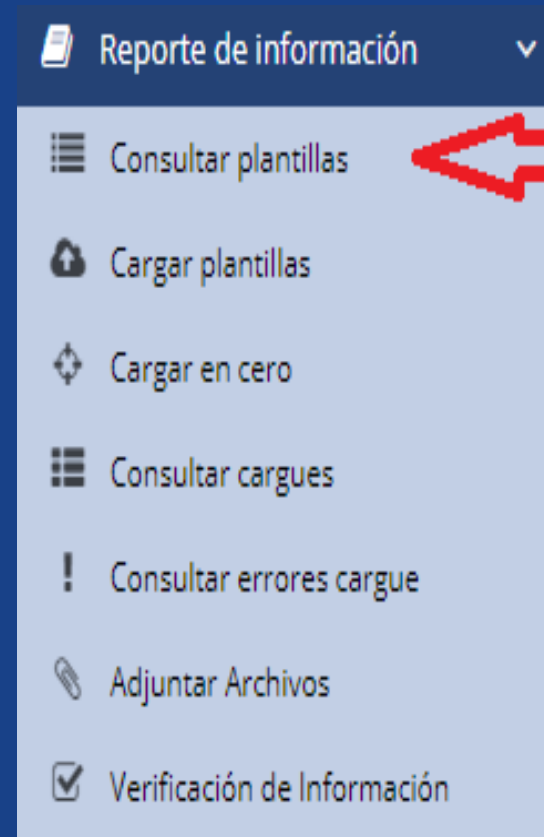 Reporte de información
Consultar plantillas
Cargar plantillas
Cargar en cero
Consultar cargues
Consultar errores cargue
Adjuntar Archivos
Verificación de Información